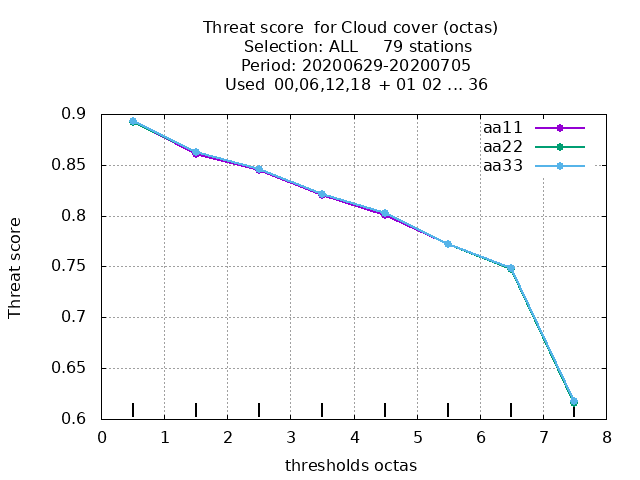 Threat score  for Cloud cover (octas)
Selection: ALL     79 stations
Period: 20200629-20200705
Used  00,06,12,18 + 01 02 ... 36
0.9
0.85
0.8
0.75
0.7
0.65
0.6
Threat score
aa11
aa22
aa33
0 1 2 3 4 5 6 7 8
thresholds octas